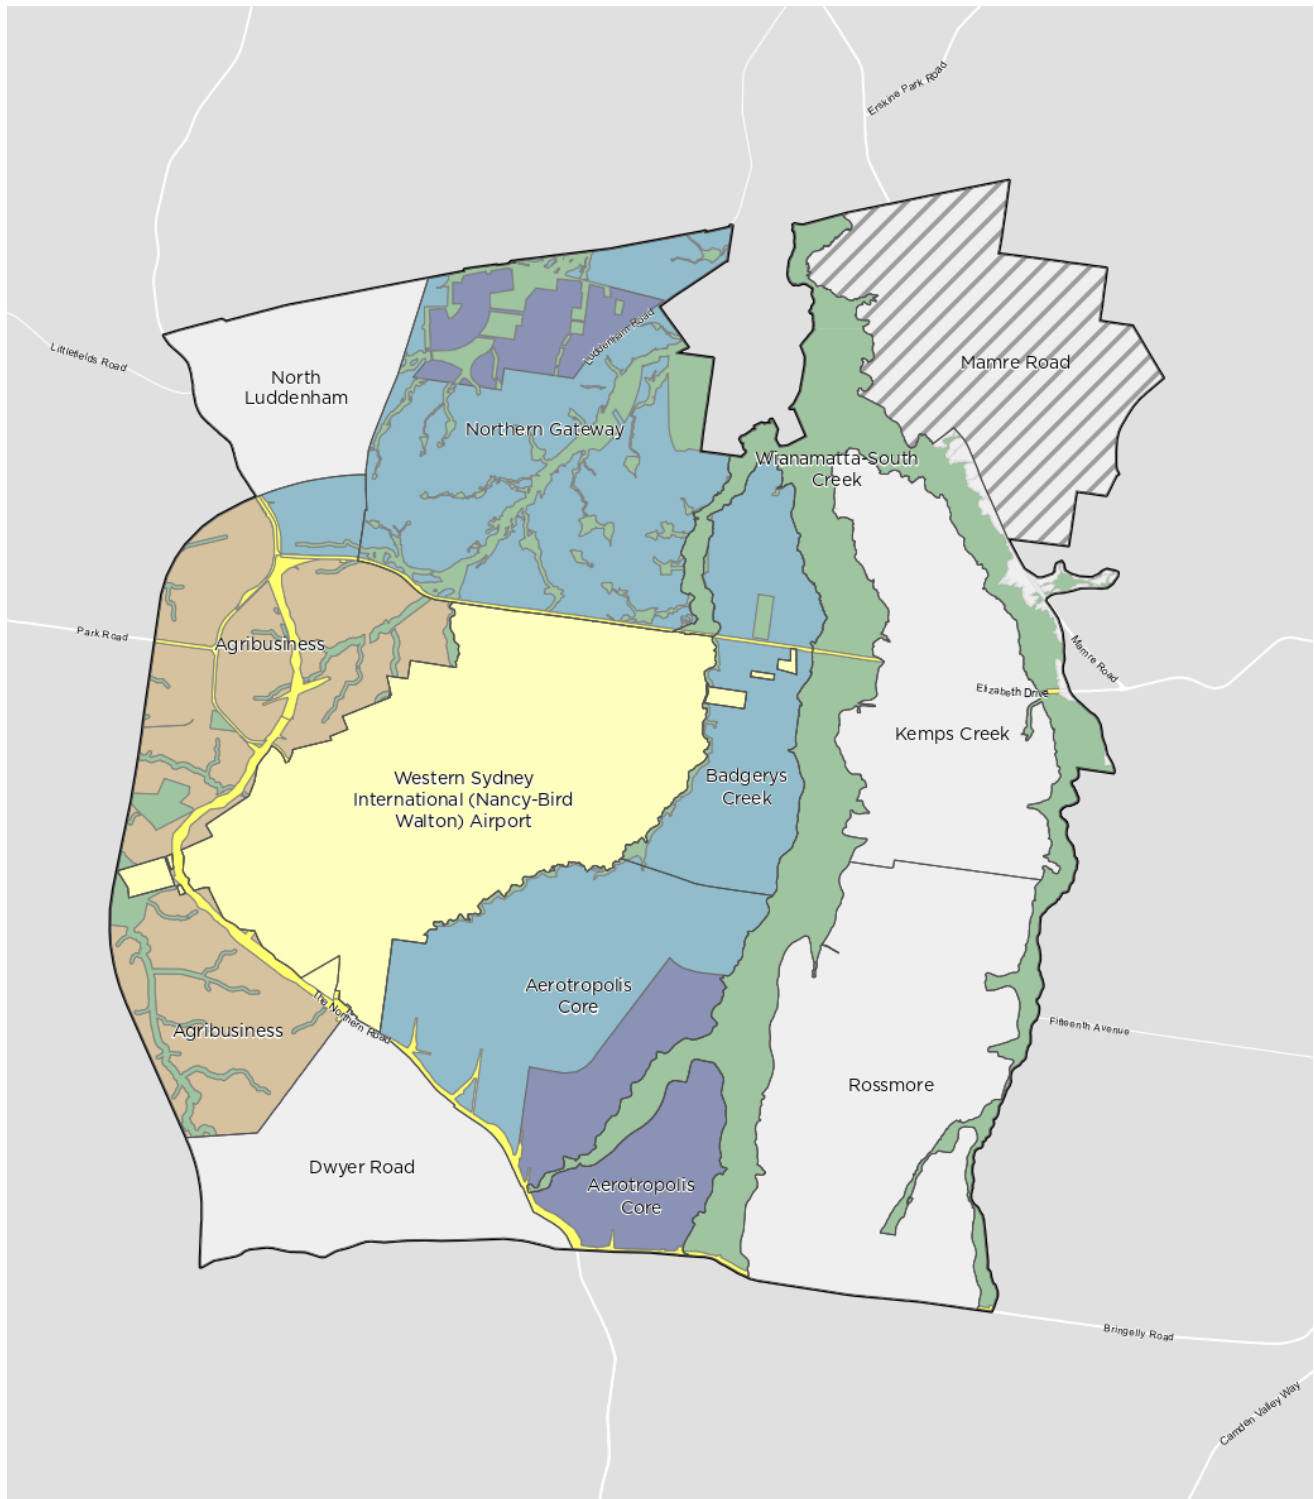 Erskine Park Road
Littlefields Road
North
Luddenham
Luddenham Road
Mamre Road
Northern Gateway
Wianamatta-South
Creek
Park Road
Agribusiness
Mamre Road
Elizabeth Drive
Kemps Creek
Western Sydney
International (Nancy-Bird
Walton) Airport
Badgerys
Creek
Aerotropolis
Core
The Northern Road
Agribusiness
Fifteenth Avenue
Rossmore
Dwyer Road
Aerotropolis
Core
Bringelly Road
Camden Valley Way